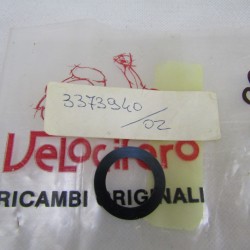 3373940
/02
Velocifero
RICAMBI ORIGINALI